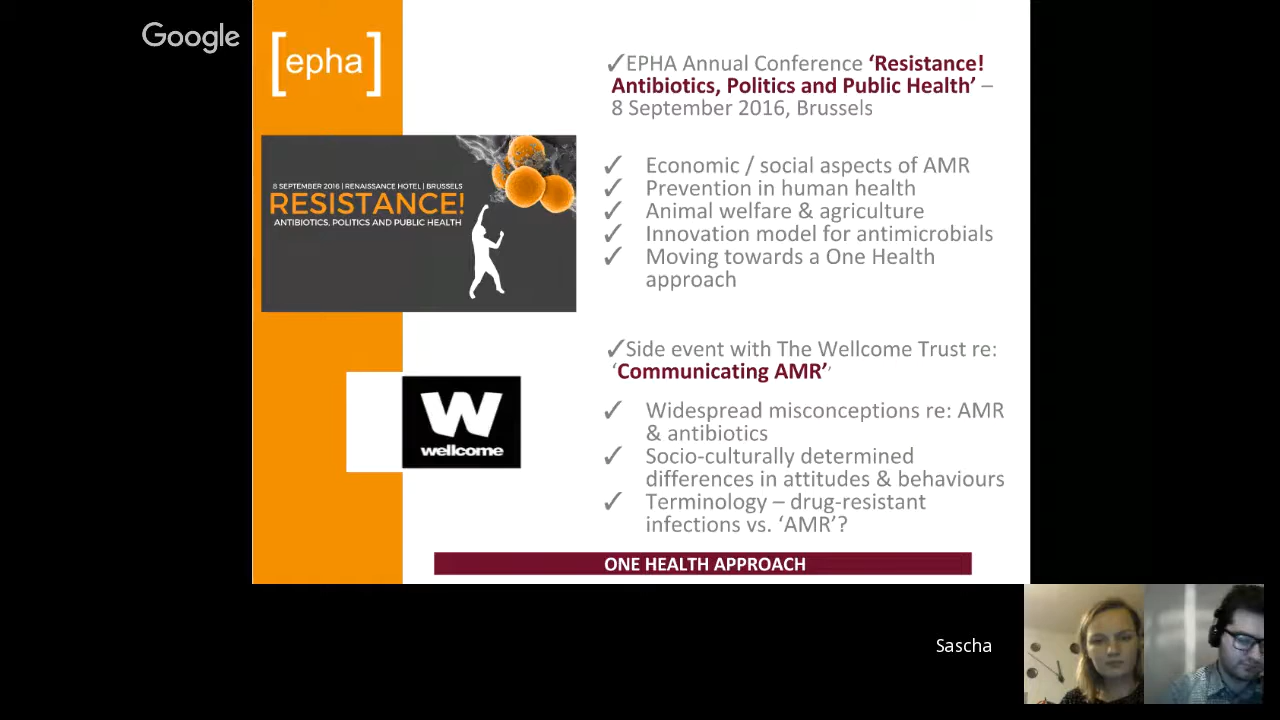 Google
[epha]
✓EPHA Annual Conference ‘Resistance!
Antibiotics, Politics and Public Health’ –
8 September 2016, Brussels
✓ Economic / social aspects of AMR
✓ Prevention in human health
✓ Animal welfare & agriculture
✓ Innovation model for antimicrobials
✓ Moving towards a One Health
approach
8 SEPTEMBER 2016 | RENAISSANCE HOTEL | BRUSSELS
RESISTANCE!
ANTIBIOTICS, POLITICS AND PUBLIC HEALTH
✓Side event with The Wellcome Trust re:
‘Communicating AMR’’
W
wellcome
✓ Widespread misconceptions re: AMR
& antibiotics
✓ Socio-culturally determined
differences in attitudes & behaviours
✓ Terminology – drug-resistant
infections vs. ‘AMR’?
ONE HEALTH APPROACH
Sascha